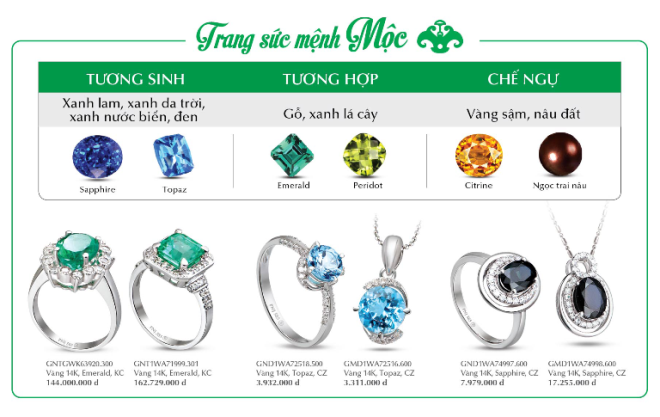 Trang sức mệnh Mộc
TƯƠNG SINH
TƯƠNG HỢP
CHẾ NGỰ
Xanh lam, xanh da trời,
xanh nước biển, đen
Gỗ, xanh lá cây
Vàng sậm, nâu đất
Sapphire
Topaz
Emerald
Peridot
Citrine
Ngọc trai nâu
GNTGWK63920.300
Vàng 14K, Emerald, KC
144.000.000 đ
GNT1WA71999.301
Vàng 14K, Emerald, KC
162.729.000 đ
GND1WA72518.500
Vàng 14K, Topaz, CZ
3.932.000 đ
GMD1WA72516.600
Vàng 14K, Topaz, CZ
3.311.000 đ
GND1WA74997.600
Vàng 14K, Sapphire, CZ
7.979.000 đ
GMD1WA74998.600
Vàng 14K, Sapphire, CZ
17.255.000 đ